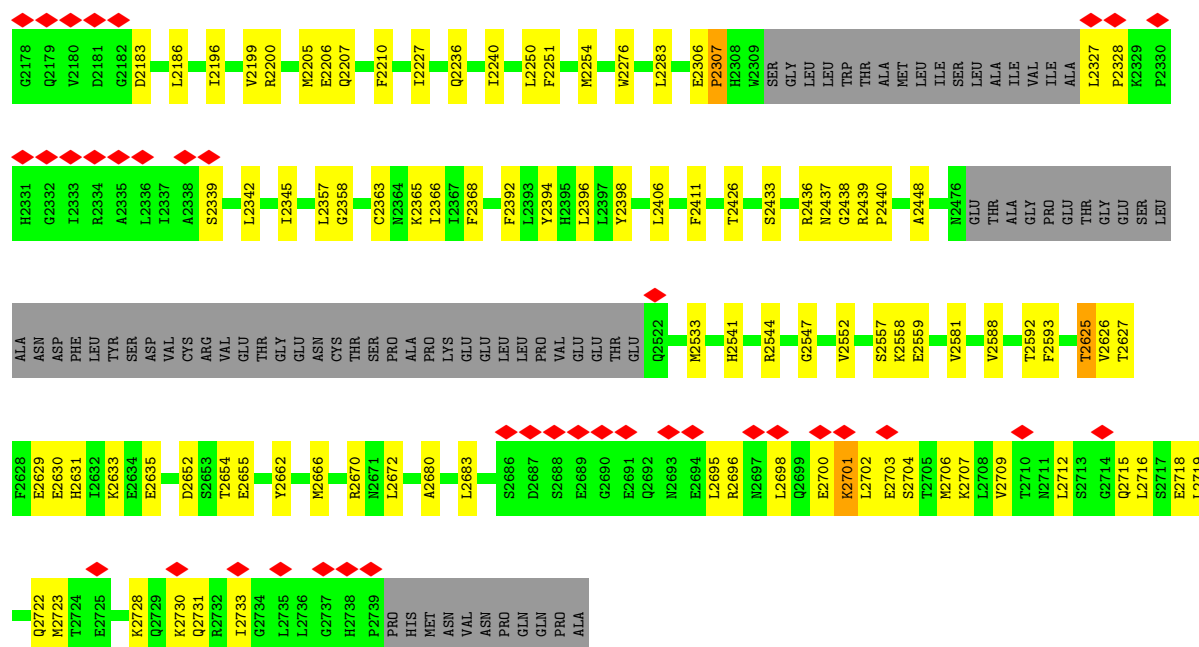 G2178 Q2179 V2180 D2181 G2182 D2183 L2186 I2196 V2199 R2200 M2205 E2206 Q2207 F2210 I2227 Q2236 I2240 L2250 F2251 M2254 W2276 L2283 E2306 P2307 H2308 W2309 SER GLY LEU LEU TRP THR ALA MET LEU ILE SER LEU ALA ILE VAL ILE ALA L2327 P2328 K2329 P2330
H2331 G2332 I2333 R2334 A2335 L2336 I2337 A2338 S2339 L2342 I2345 L2357 G2358 C2363 N2364 K2365 I2366 I2367 F2368 F2392 L2393 Y2394 H2395 L2396 L2397 Y2398 L2406 F2411 T2426 S2433 R2436 N2437 G2438 R2439 P2440 A2448 N2476 GLU THR ALA GLY PRO GLU THR GLY GLU SER LEU
ALA ASN ASP PHE LEU TYR SER ASP VAL CYS ARG VAL GLU THR GLY GLU ASN CYS THR SER PRO ALA PRO LYS GLU GLU LEU LEU PRO VAL GLU GLU THR GLU Q2522 M2533 H2541 R2544 G2547 V2552 S2557 K2558 E2559 V2581 V2588 T2592 F2593 T2625 V2626 T2627
F2628 E2629 E2630 H2631 I2632 K2633 E2634 E2635 D2652 S2653 T2654 E2655 Y2662 M2666 R2670 N2671 L2672 A2680 L2683 S2686 D2687 S2688 E2689 G2690 E2691 Q2692 N2693 E2694 L2695 R2696 N2697 L2698 Q2699 E2700 K2701 L2702 E2703 S2704 T2705 M2706 K2707 L2708 V2709 T2710 N2711 L2712 S2713 G2714 Q2715 L2716 S2717 E2718 L2719
Q2722 M2723 T2724 E2725 K2728 Q2729 K2730 Q2731 R2732 I2733 G2734 L2735 L2736 G2737 H2738 P2739 PRO HIS MET ASN VAL ASN PRO GLN GLN PRO ALA